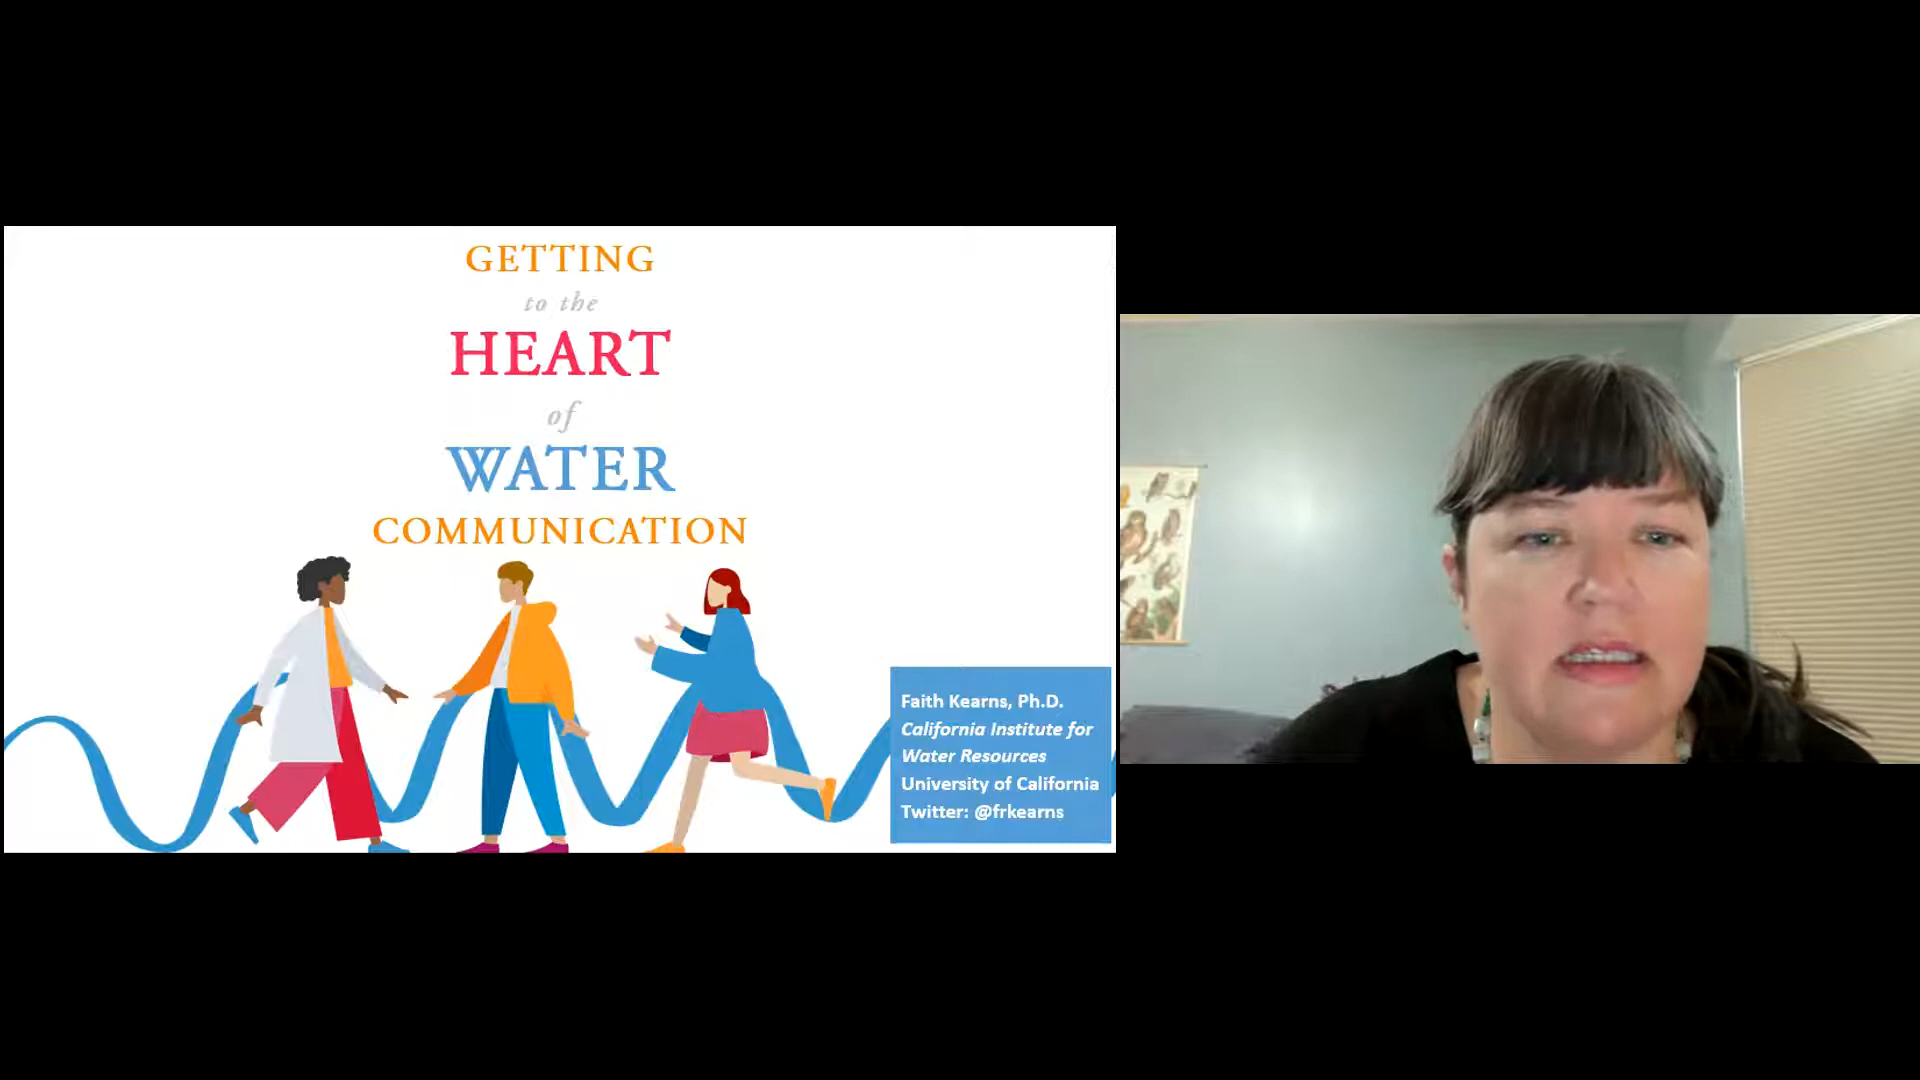 GETTING
to the
HEART
of
WATER
COMMUNICATION
Faith Kearns, Ph.D.
California Institute for
Water Resources
University of California
Twitter: @frkearns